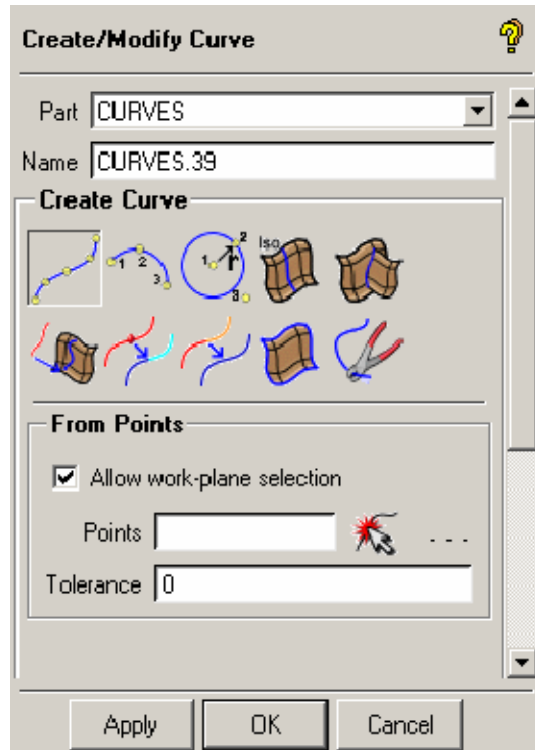 Create/Modify Curve
Part CURVES
Name CURVES.39
Create Curve
1 2 3
1 2 r 3
Iso
From Points
Allow work-plane selection
Points
. . .
Tolerance 0
Apply OK Cancel